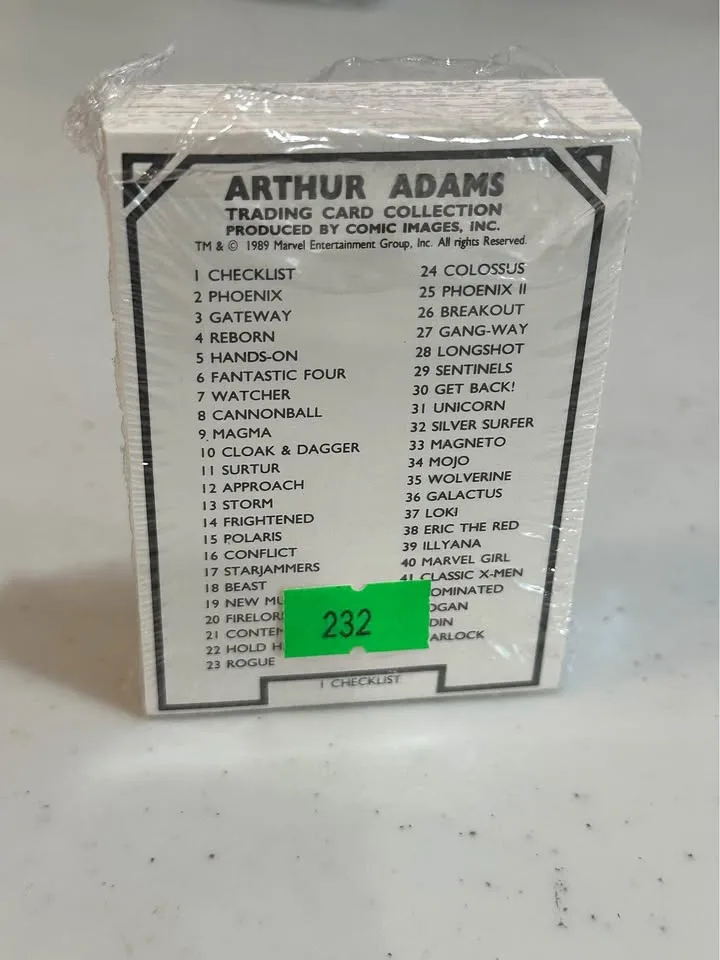 ARTHUR ADAMS
TRADING CARD COLLECTION
PRODUCED BY COMIC IMAGES, INC.
TM & © 1989 Marvel Entertainment Group, Inc. All rights Reserved.
1 CHECKLIST
2 PHOENIX
3 GATEWAY
4 REBORN
5 HANDS-ON
6 FANTASTIC FOUR
7 WATCHER
8 CANNONBALL
9. MAGMA
10 CLOAK & DAGGER
11 SURTUR
12 APPROACH
13 STORM
14 FRIGHTENED
15 POLARIS
16 CONFLICT
17 STARJAMMERS
18 BEAST
19 NEW
20
21
22 HOLD
23 ROGUE
24 COLOSSUS
25 PHOENIX II
26 BREAKOUT
27 GANG-WAY
28 LONGSHOT
29 SENTINELS
30 GET BACK!
31 UNICORN
32 SILVER SURFER
33 MAGNETO
34 MOJO
35 WOLVERINE
36 GALACTUS
37 LOKI
38 ERIC THE RED
39 ILLYANA
40 MARVEL GIRL
41 CLASSIC X-MEN
232
1 CHECKLIST